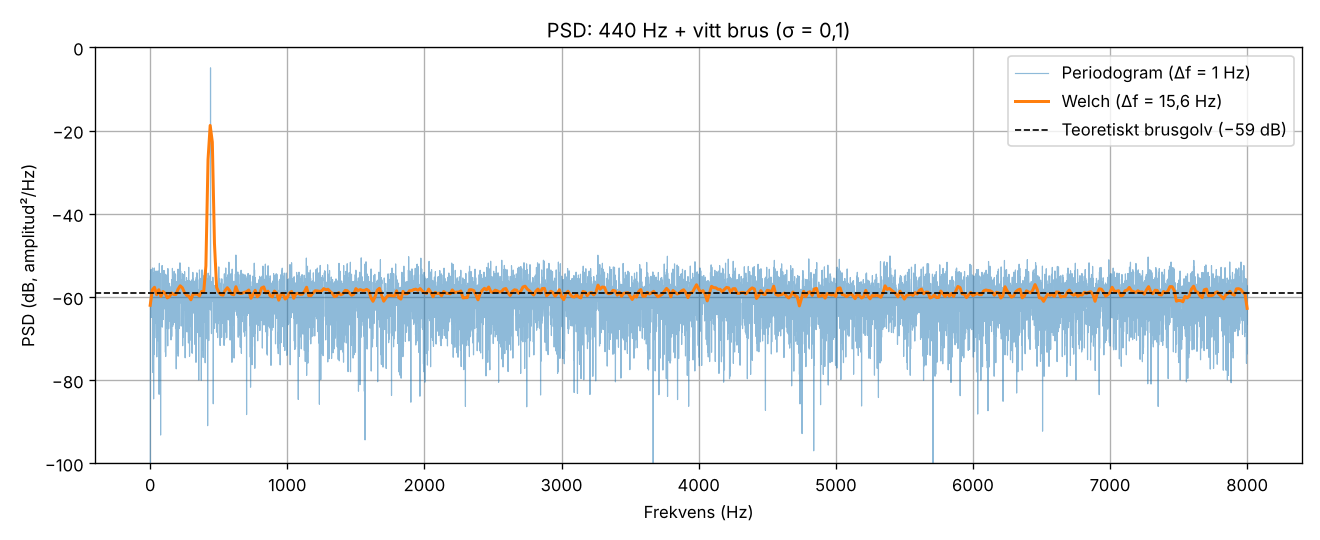 PSD: 440 Hz + vitt brus (σ = 0,1)
Periodogram (Δf = 1 Hz)
Welch (Δf = 15,6 Hz)
Teoretiskt brusgolv (−59 dB)
PSD (dB, amplitud²/Hz)
0
−20
−40
−60
−80
−100
0 1000 2000 3000 4000 5000 6000 7000 8000
Frekvens (Hz)